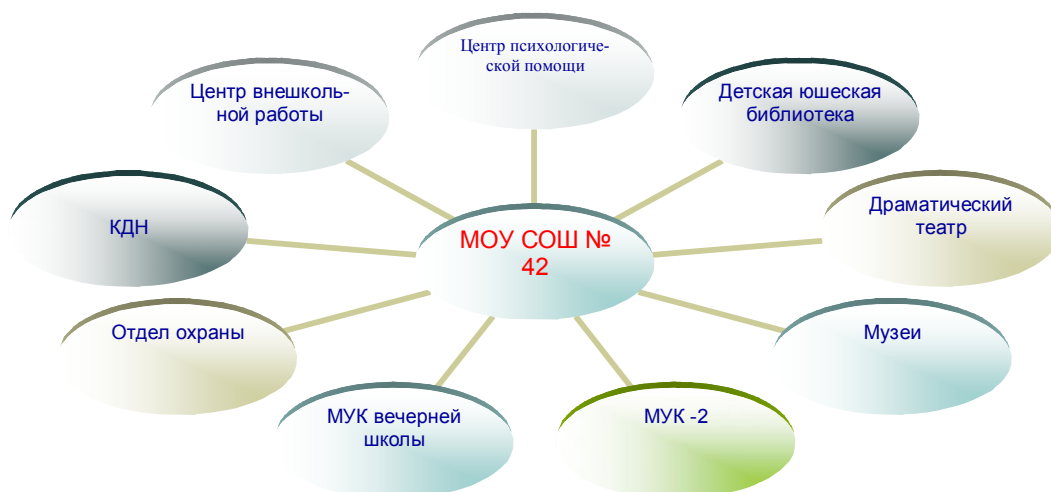 Центр психологиче-
ской помощи
Центр внешколь-
ной работы
Детская юшеская
библиотека
КДН
Драматический
театр
МОУ СОШ №
42
Отдел охраны
Музеи
МУК вечерней
школы
МУК -2